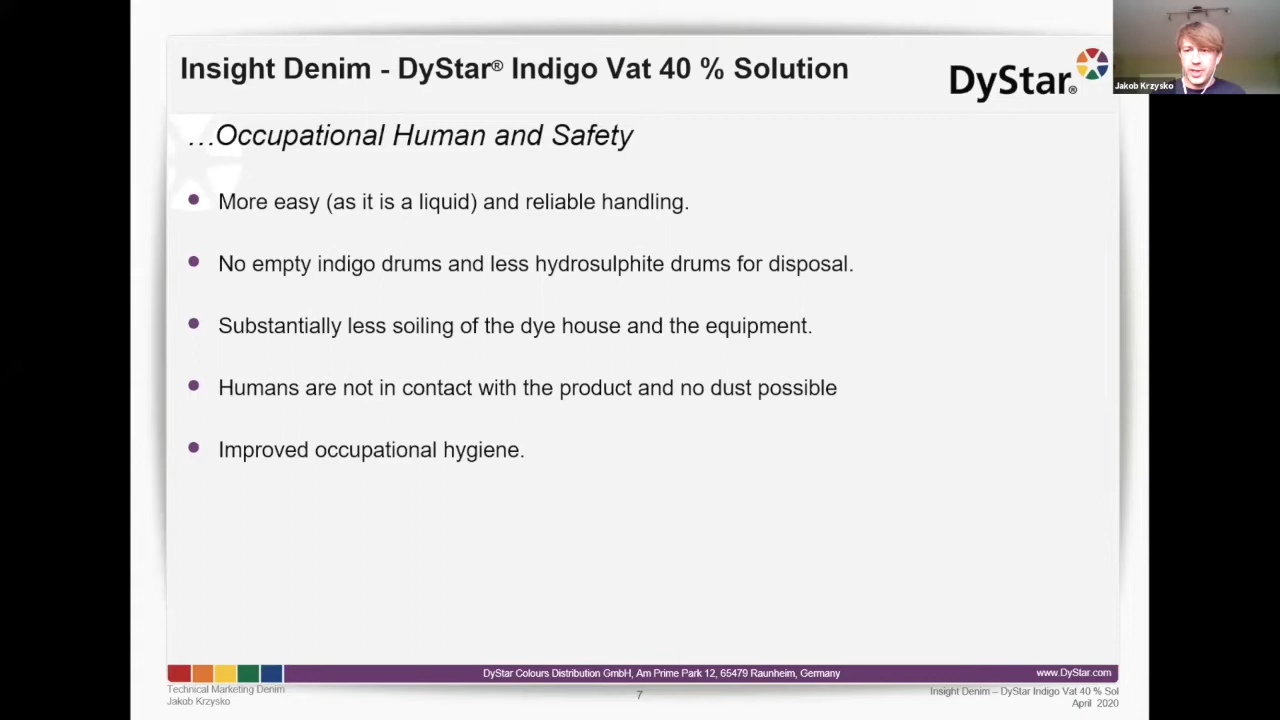 Insight Denim - DyStar® Indigo Vat 40 % Solution
DyStar®
Jakob Krzysko
…Occupational Human and Safety
More easy (as it is a liquid) and reliable handling.
No empty indigo drums and less hydrosulphite drums for disposal.
Substantially less soiling of the dye house and the equipment.
Humans are not in contact with the product and no dust possible
Improved occupational hygiene.
DyStar Colours Distribution GmbH, Am Prime Park 12, 65479 Raunheim, Germany
www.DyStar.com
Technical Marketing Denim
Jakob Krzysko
7
Insight Denim – DyStar Indigo Vat 40 % Sol
April 2020